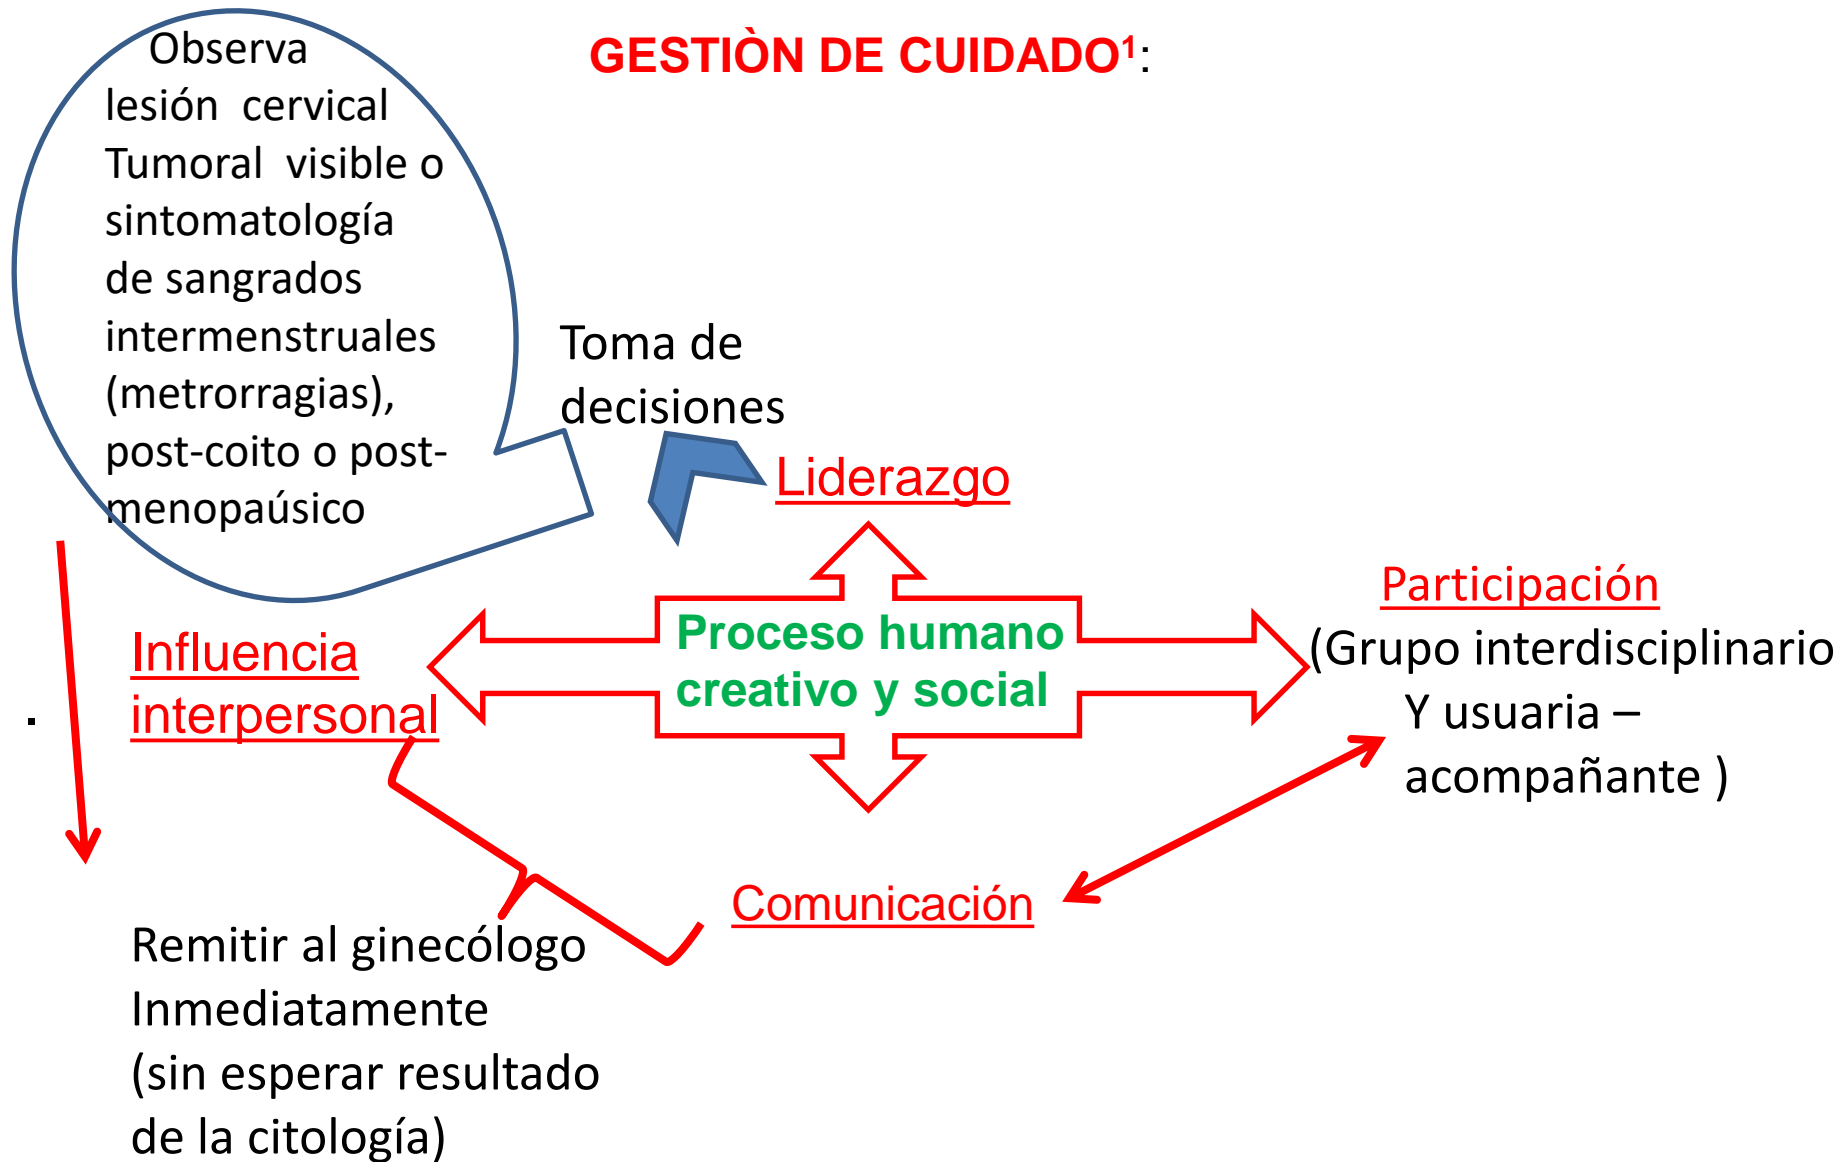 GESTIÒN DE CUIDADO¹:
Observa
lesión cervical
Tumoral visible o
sintomatología
de sangrados
intermenstruales
(metrorragias),
post-coito o post-
menopaúsico
Toma de
decisiones
Liderazgo
Proceso humano
creativo y social
Influencia
interpersonal
Participación
(Grupo interdisciplinario
Y usuaria –
acompañante )
.
Comunicación
Remitir al ginecólogo
Inmediatamente
(sin esperar resultado
de la citología)